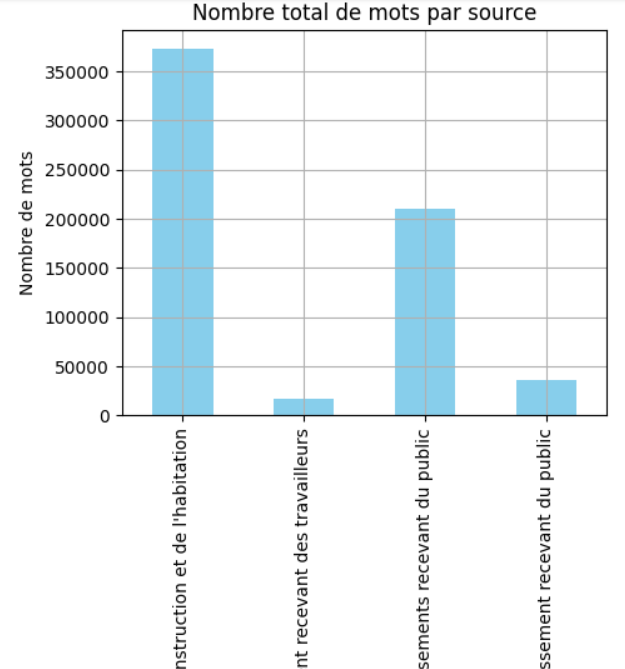 Nombre total de mots par source
Nombre de mots
350000
300000
250000
200000
150000
100000
50000
0
nstruction et de l'habitation
nt recevant des travailleurs
sements recevant du public
ssement recevant du public